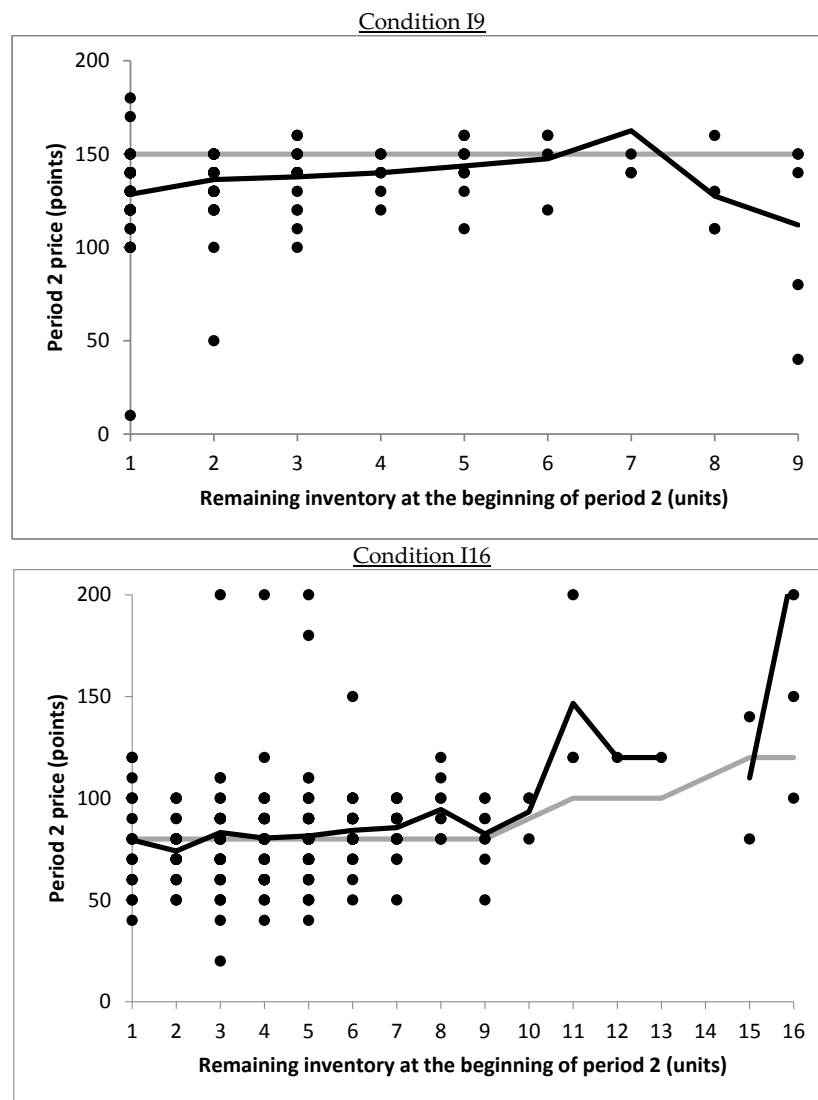 Condition I9
200
150
100
50
0
Period 2 price (points)
1 2 3 4 5 6 7 8 9
Remaining inventory at the beginning of period 2 (units)
Condition I16
200
150
100
50
0
Period 2 price (points)
1 2 3 4 5 6 7 8 9 10 11 12 13 14 15 16
Remaining inventory at the beginning of period 2 (units)